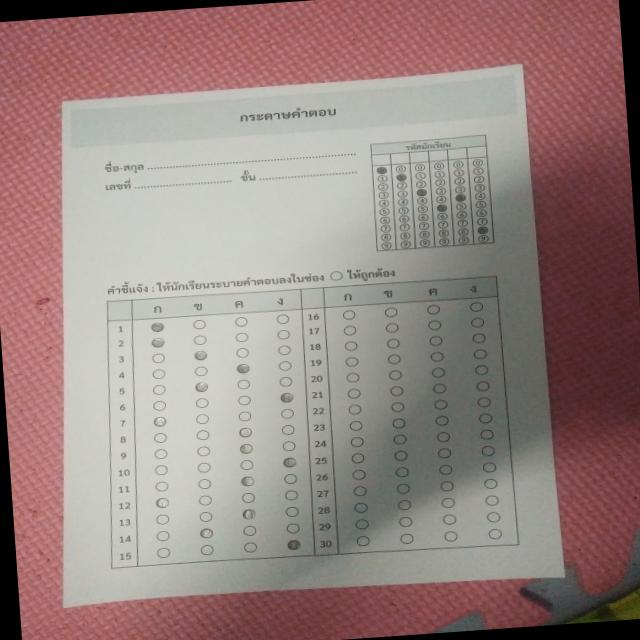 กระดาษคำตอบ
ชื่อ-สกุล
เลขที่ ชั้น
รหัสนักเรียน
คำชี้แจ้ง : ให้นักเรียนระบายคำตอบลงในช่อง ◯ ให้ถูกต้อง
ก ข ค ง ก ข ค ง
1 16
2 17
3 18
4 19
5 20
6 21
7 22
8 23
9 24
10 25
11 26
12 27
13 28
14 29
15 30